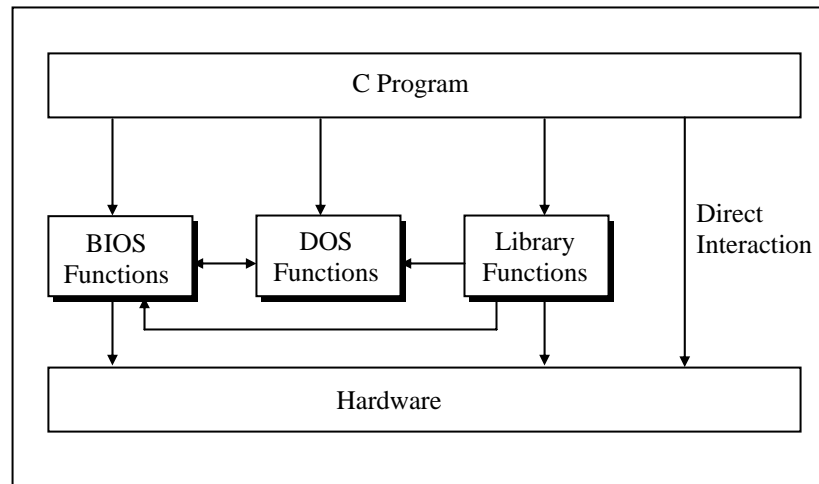 C Program
BIOS
Functions
DOS
Functions
Library
Functions
Direct
Interaction
Hardware